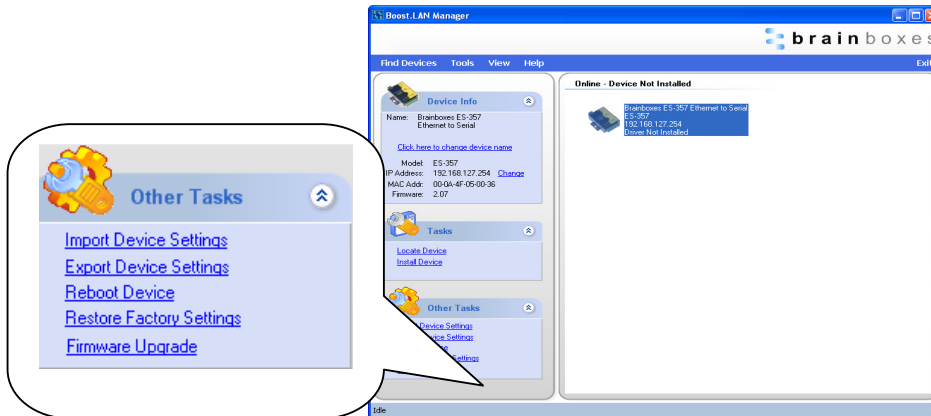 Boost.LAN Manager
brainboxes
Find Devices Tools View Help Exit
Device Info
Name: Brainboxes ES-357
Ethernet to Serial
Click here to change device name
Model: ES-357
IP Address: 192.168.127.254 Change
MAC Addr: 00-0A-4F-05-00-36
Firmware: 2.07
Tasks
Locate Device
Install Device
Other Tasks
Device Settings
Settings
Settings
Online - Device Not Installed
Brainboxes ES-357 Ethernet to Serial
ES-357
192.168.127.254
Driver Not Installed
Idle
Other Tasks
Import Device Settings
Export Device Settings
Reboot Device
Restore Factory Settings
Firmware Upgrade